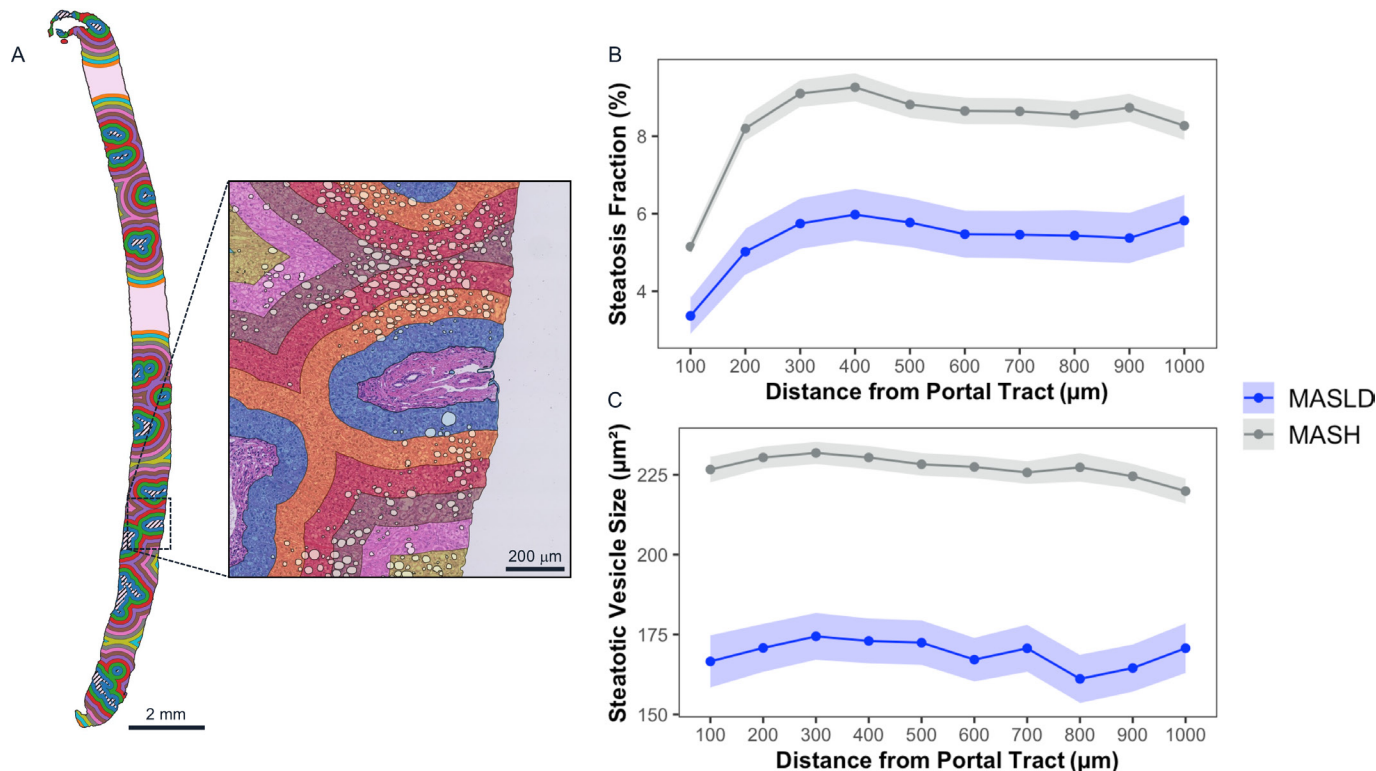 A
2 mm
200 μm
B
Steatosis Fraction (%)
8
6
4
100 200 300 400 500 600 700 800 900 1000
Distance from Portal Tract (µm)
C
Steatotic Vesicle Size (µm²)
225
200
175
150
100 200 300 400 500 600 700 800 900 1000
Distance from Portal Tract (µm)
MASLD
MASH